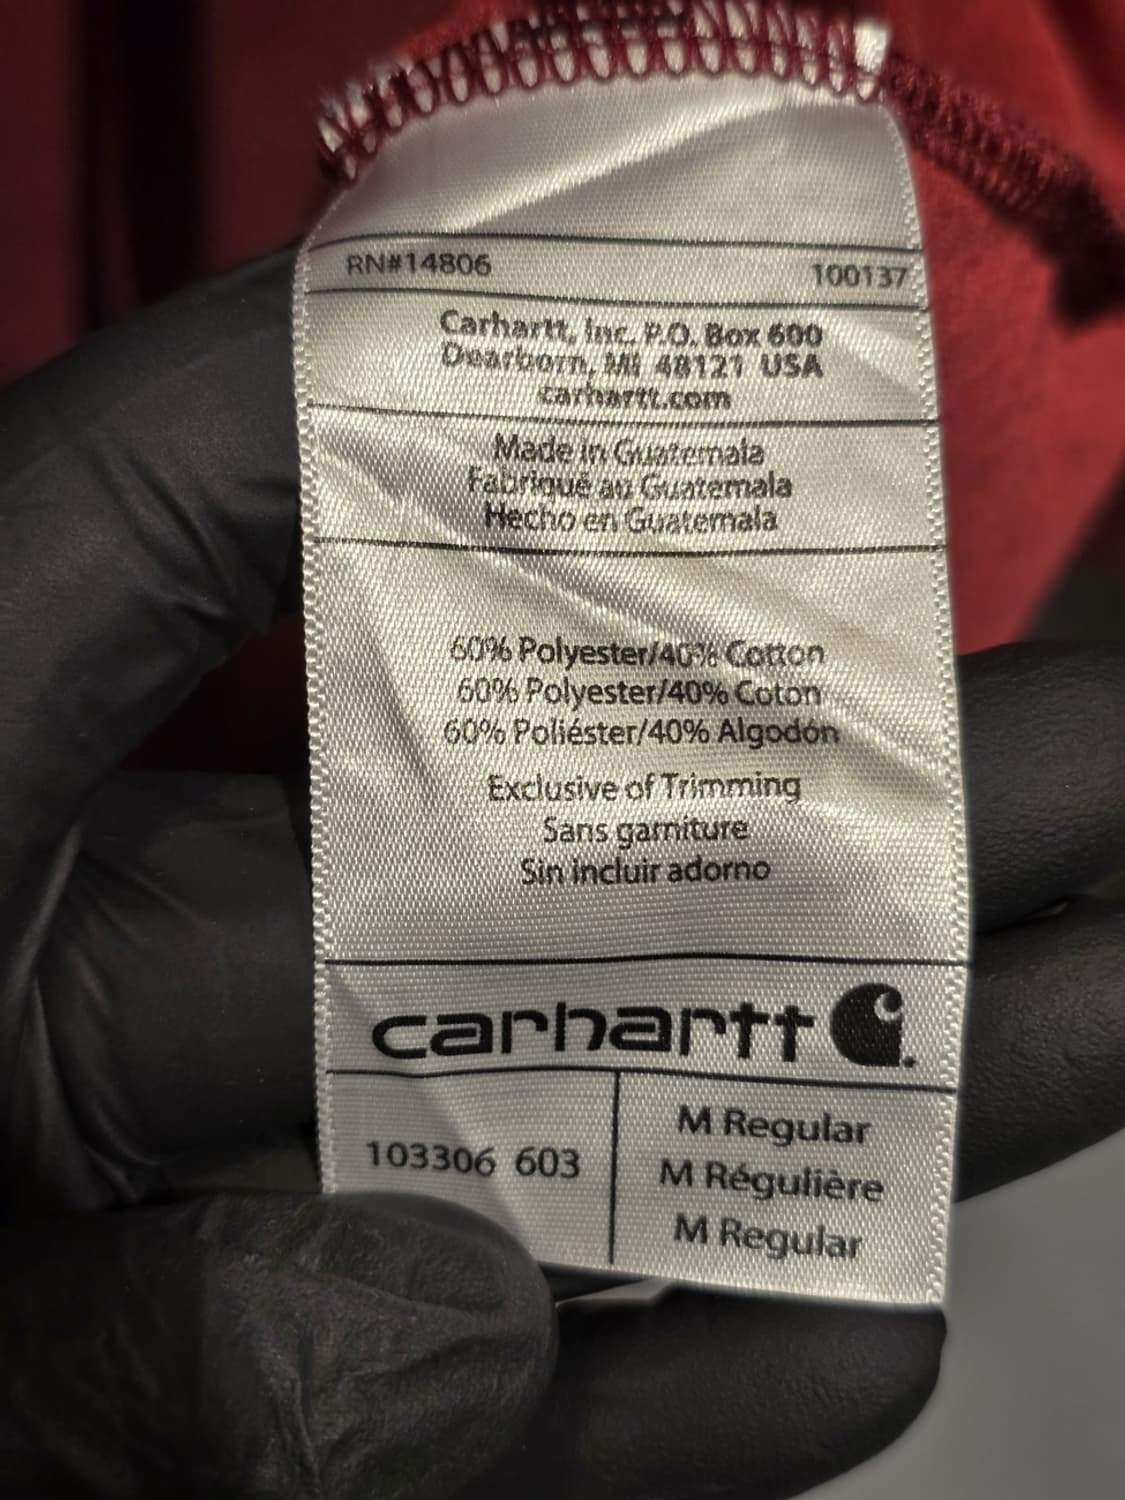 RN#14806 100137
Carhartt, Inc. P.O. Box 600
Dearborn, MI 48121 USA
carhartt.com
Made in Guatemala
Fabriqué au Guatemala
Hecho en Guatemala
60% Polyester/40% Cotton
60% Polyester/40% Coton
60% Poliéster/40% Algodón
Exclusive of Trimming
Sans garniture
Sin incluir adorno
carhartt
103306 603
M Regular
M Régulière
M Regular